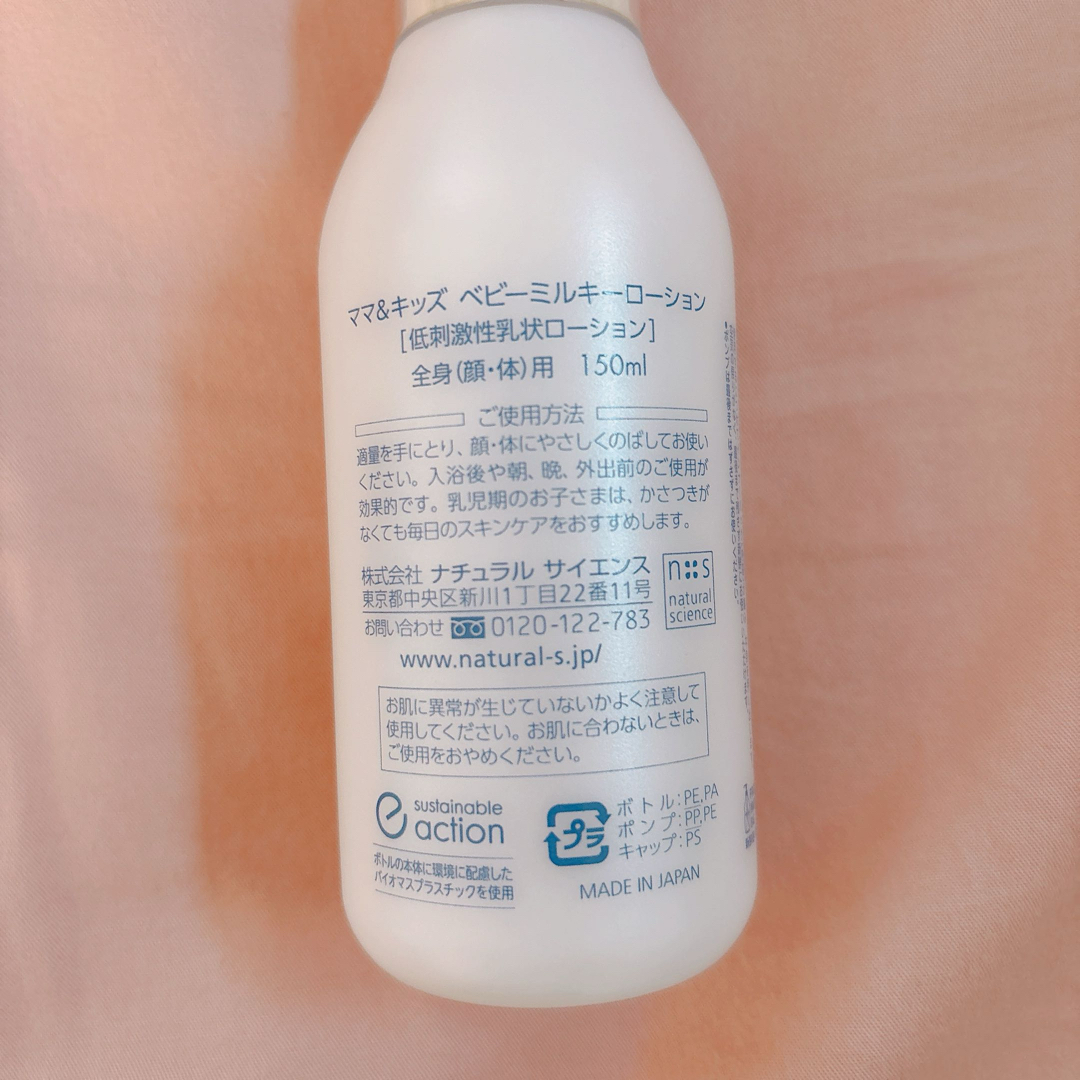 ママ&キッズ ベビーミルキーローション
[低刺激性乳状ローション]
全身(顔・体)用 150ml
ご使用方法
適量を手にとり、顔・体にやさしくのばしてお使い
ください。入浴後や朝、晩、外出前のご使用が
効果的です。乳児期のお子さまは、かさつきが
なくても毎日のスキンケアをおすすめします。
株式会社 ナチュラル サイエンス
東京都中央区新川1丁目22番11号
お問い合わせ 0120-122-783
www.natural-s.jp/
n::s
natural
science
お肌に異常が生じていないかよく注意して
使用してください。お肌に合わないときは、
ご使用をおやめください。
sustainable
action
ボトルの本体に環境に配慮した
バイオマスプラスチックを使用
プラ
ボトル:PE,PA
ポンプ:PP,PE
キャップ:PS
MADE IN JAPAN